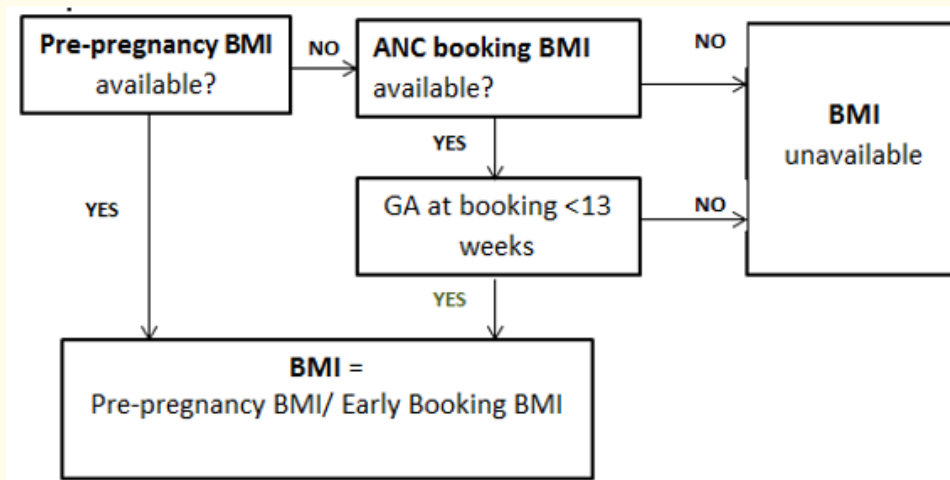 Pre-pregnancy BMI
available?
NO
ANC booking BMI
available?
NO
BMI
unavailable
YES
YES
GA at booking <13
weeks
NO
YES
BMI =
Pre-pregnancy BMI/ Early Booking BMI